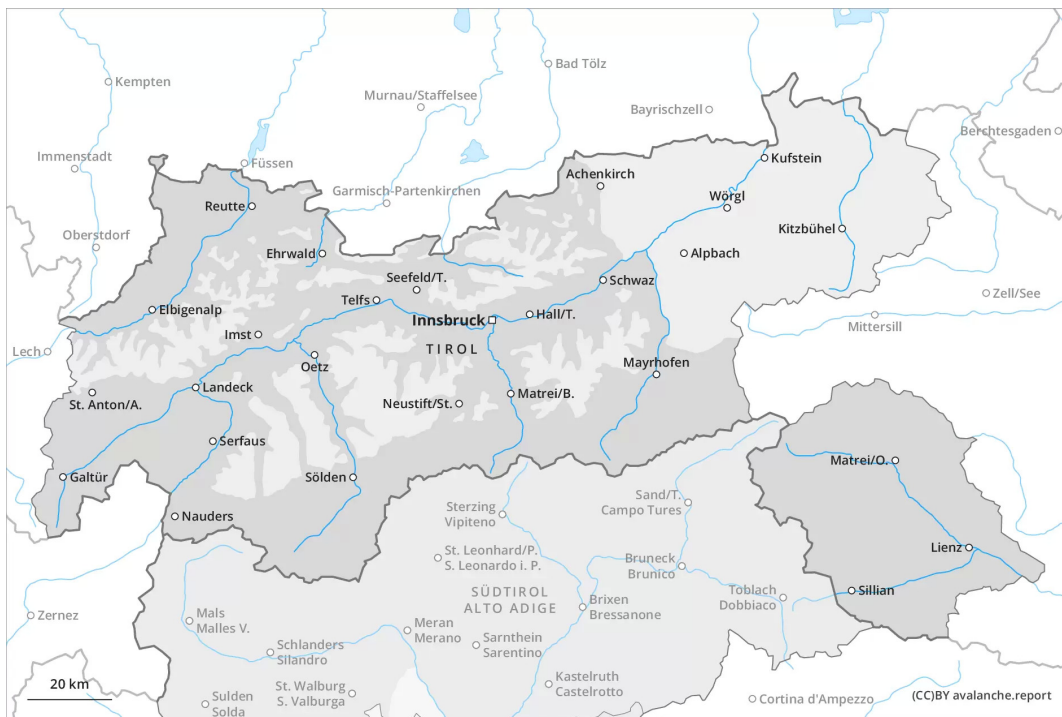 Kempten
Bad Tölz
Murnau/Staffelsee
Bayrischzell
Berchtesgaden
Immenstadt
Füssen
Kufstein
Achenkirch
Garmisch-Partenkirchen
Reutte
Wörgl
Oberstdorf
Kitzbühel
Ehrwald
Alpbach
Seefeld/T.
Schwaz
Zell/See
Telfs
Elbigenalp
Innsbruck
Hall/T.
Mittersill
Imst
TIROL
Lech
Oetz
Mayrhofen
Landeck
St. Anton/A.
Neustift/St.
Matrei/B.
Serfaus
Matrei/O.
Galtür
Sölden
Sand/T.
Campo Tures
Sterzing
Vipiteno
Nauders
Lienz
St. Leonhard/P.
S. Leonardo i. P.
Bruneck
Brunico
SÜDTIROL
ALTO ADIGE
Toblach
Dobbiaco
Sillian
Brixen
Bressanone
Zernez
Mals
Malles V.
Meran
Merano
Sarnthein
Sarentino
Schlanders
Silandro
Kastelruth
Castelrotto
20 km
St. Walburg
S. Valburga
Sulden
Solda
Cortina d'Ampezzo
(CC)BY avalanche.report